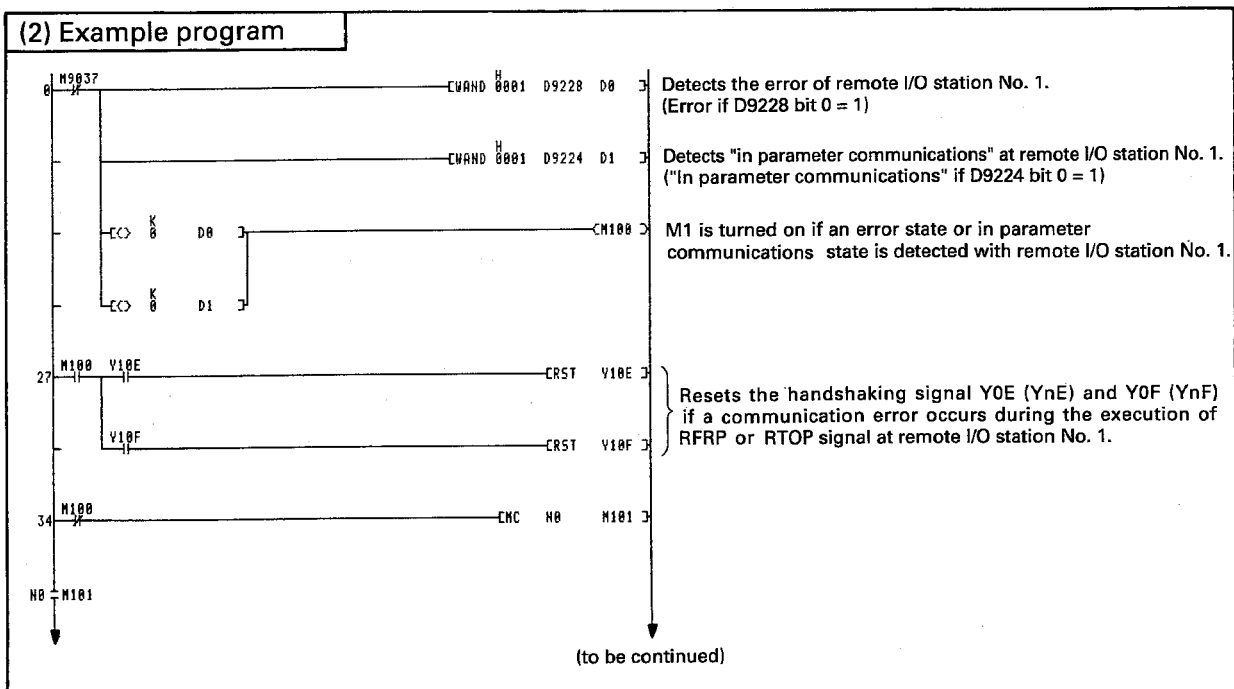 (2) Example program
M9037
0
[WAND H 0001 D9228 D0 ]
Detects the error of remote I/O station No. 1.
(Error if D9228 bit 0 = 1)
[WAND H 0001 D9224 D1 ]
Detects "in parameter communications" at remote I/O station No. 1.
("In parameter communications" if D9224 bit 0 = 1)
[<> K 0 D0 ]
(M100 )
M1 is turned on if an error state or in parameter
communications state is detected with remote I/O station No. 1.
[<> K 0 D1 ]
M100 Y10E
27
[RST Y10E ]
Resets the handshaking signal Y0E (YnE) and Y0F (YnF)
if a communication error occurs during the execution of
RFRP or RTOP signal at remote I/O station No. 1.
Y10F
[RST Y10F ]
M100
34
[MC N0 M101 ]
N0 M101
(to be continued)